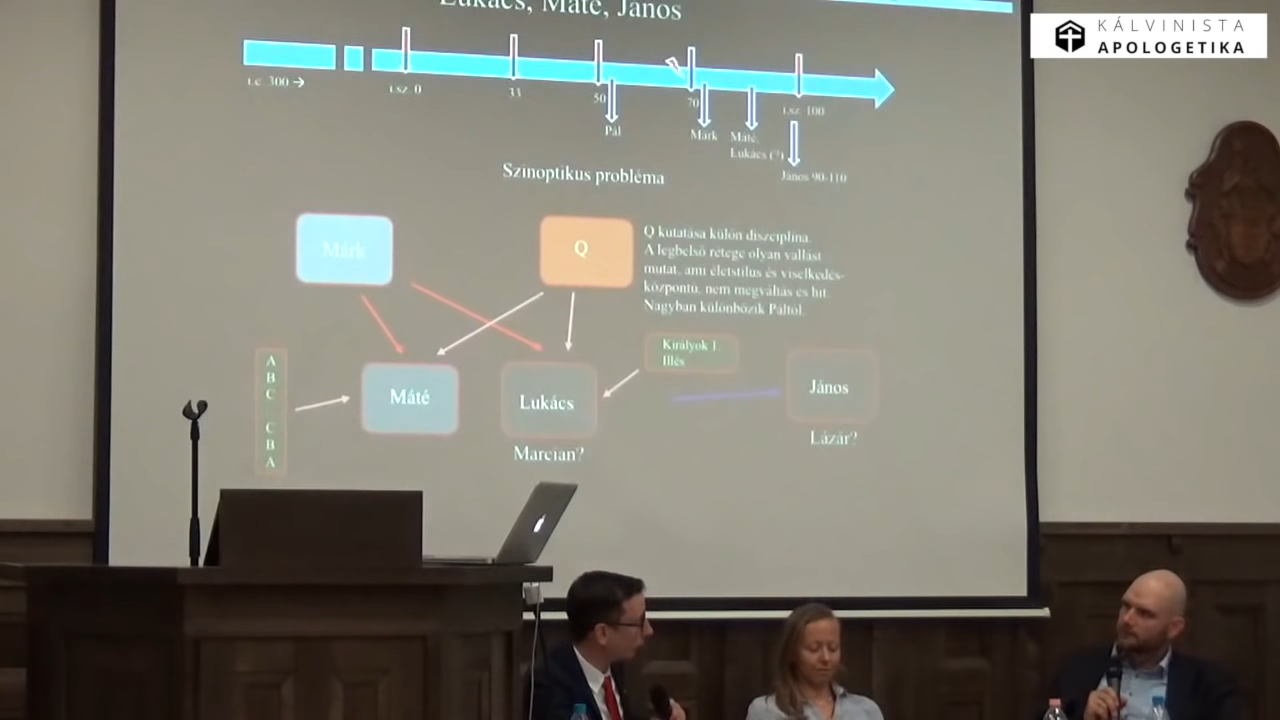 Lukács, Máté, János
KÁLVINISTA
APOLOGETIKA
i.e. 300 →
i.sz. 0
33
50
70
i.sz. 100
Pál
Márk
Máté,
Lukács (?)
János 90-110
Szinoptikus probléma
Márk
Q
Q kutatása külön diszciplina.
A legbelső rétege olyan vallást
mutat, ami életstílus és viselkedés-
központú, nem megváltás és hit.
Nagyban különbözik Páltól.
Királyok 1.
Illés
A
B
C
C
B
A
Máté
Lukács
János
Marcian?
Lázár?